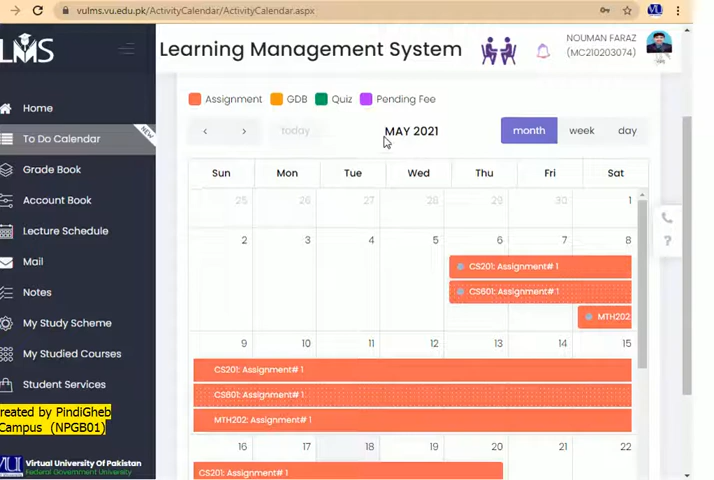 vulms.vu.edu.pk/ActivityCalendar/ActivityCalendar.aspx
LMS
Learning Management System
NOUMAN FARAZ
(MC210203074)
Home
To Do Calendar
NEW
Grade Book
Account Book
Lecture Schedule
Mail
Notes
My Study Scheme
My Studied Courses
Student Services
reated by PindiGheb
Campus (NPGB01)
VU
Virtual University Of Pakistan
Federal Government University
Assignment GDB Quiz Pending Fee
< > today MAY 2021 month week day
Sun Mon Tue Wed Thu Fri Sat
25 26 27 28 29 30 1
2 3 4 5 6 7 8
CS201: Assignment# 1
CS601: Assignment# 1
MTH202:
9 10 11 12 13 14 15
CS201: Assignment# 1
CS601: Assignment# 1
MTH202: Assignment# 1
16 17 18 19 20 21 22
CS201: Assignment# 1
?